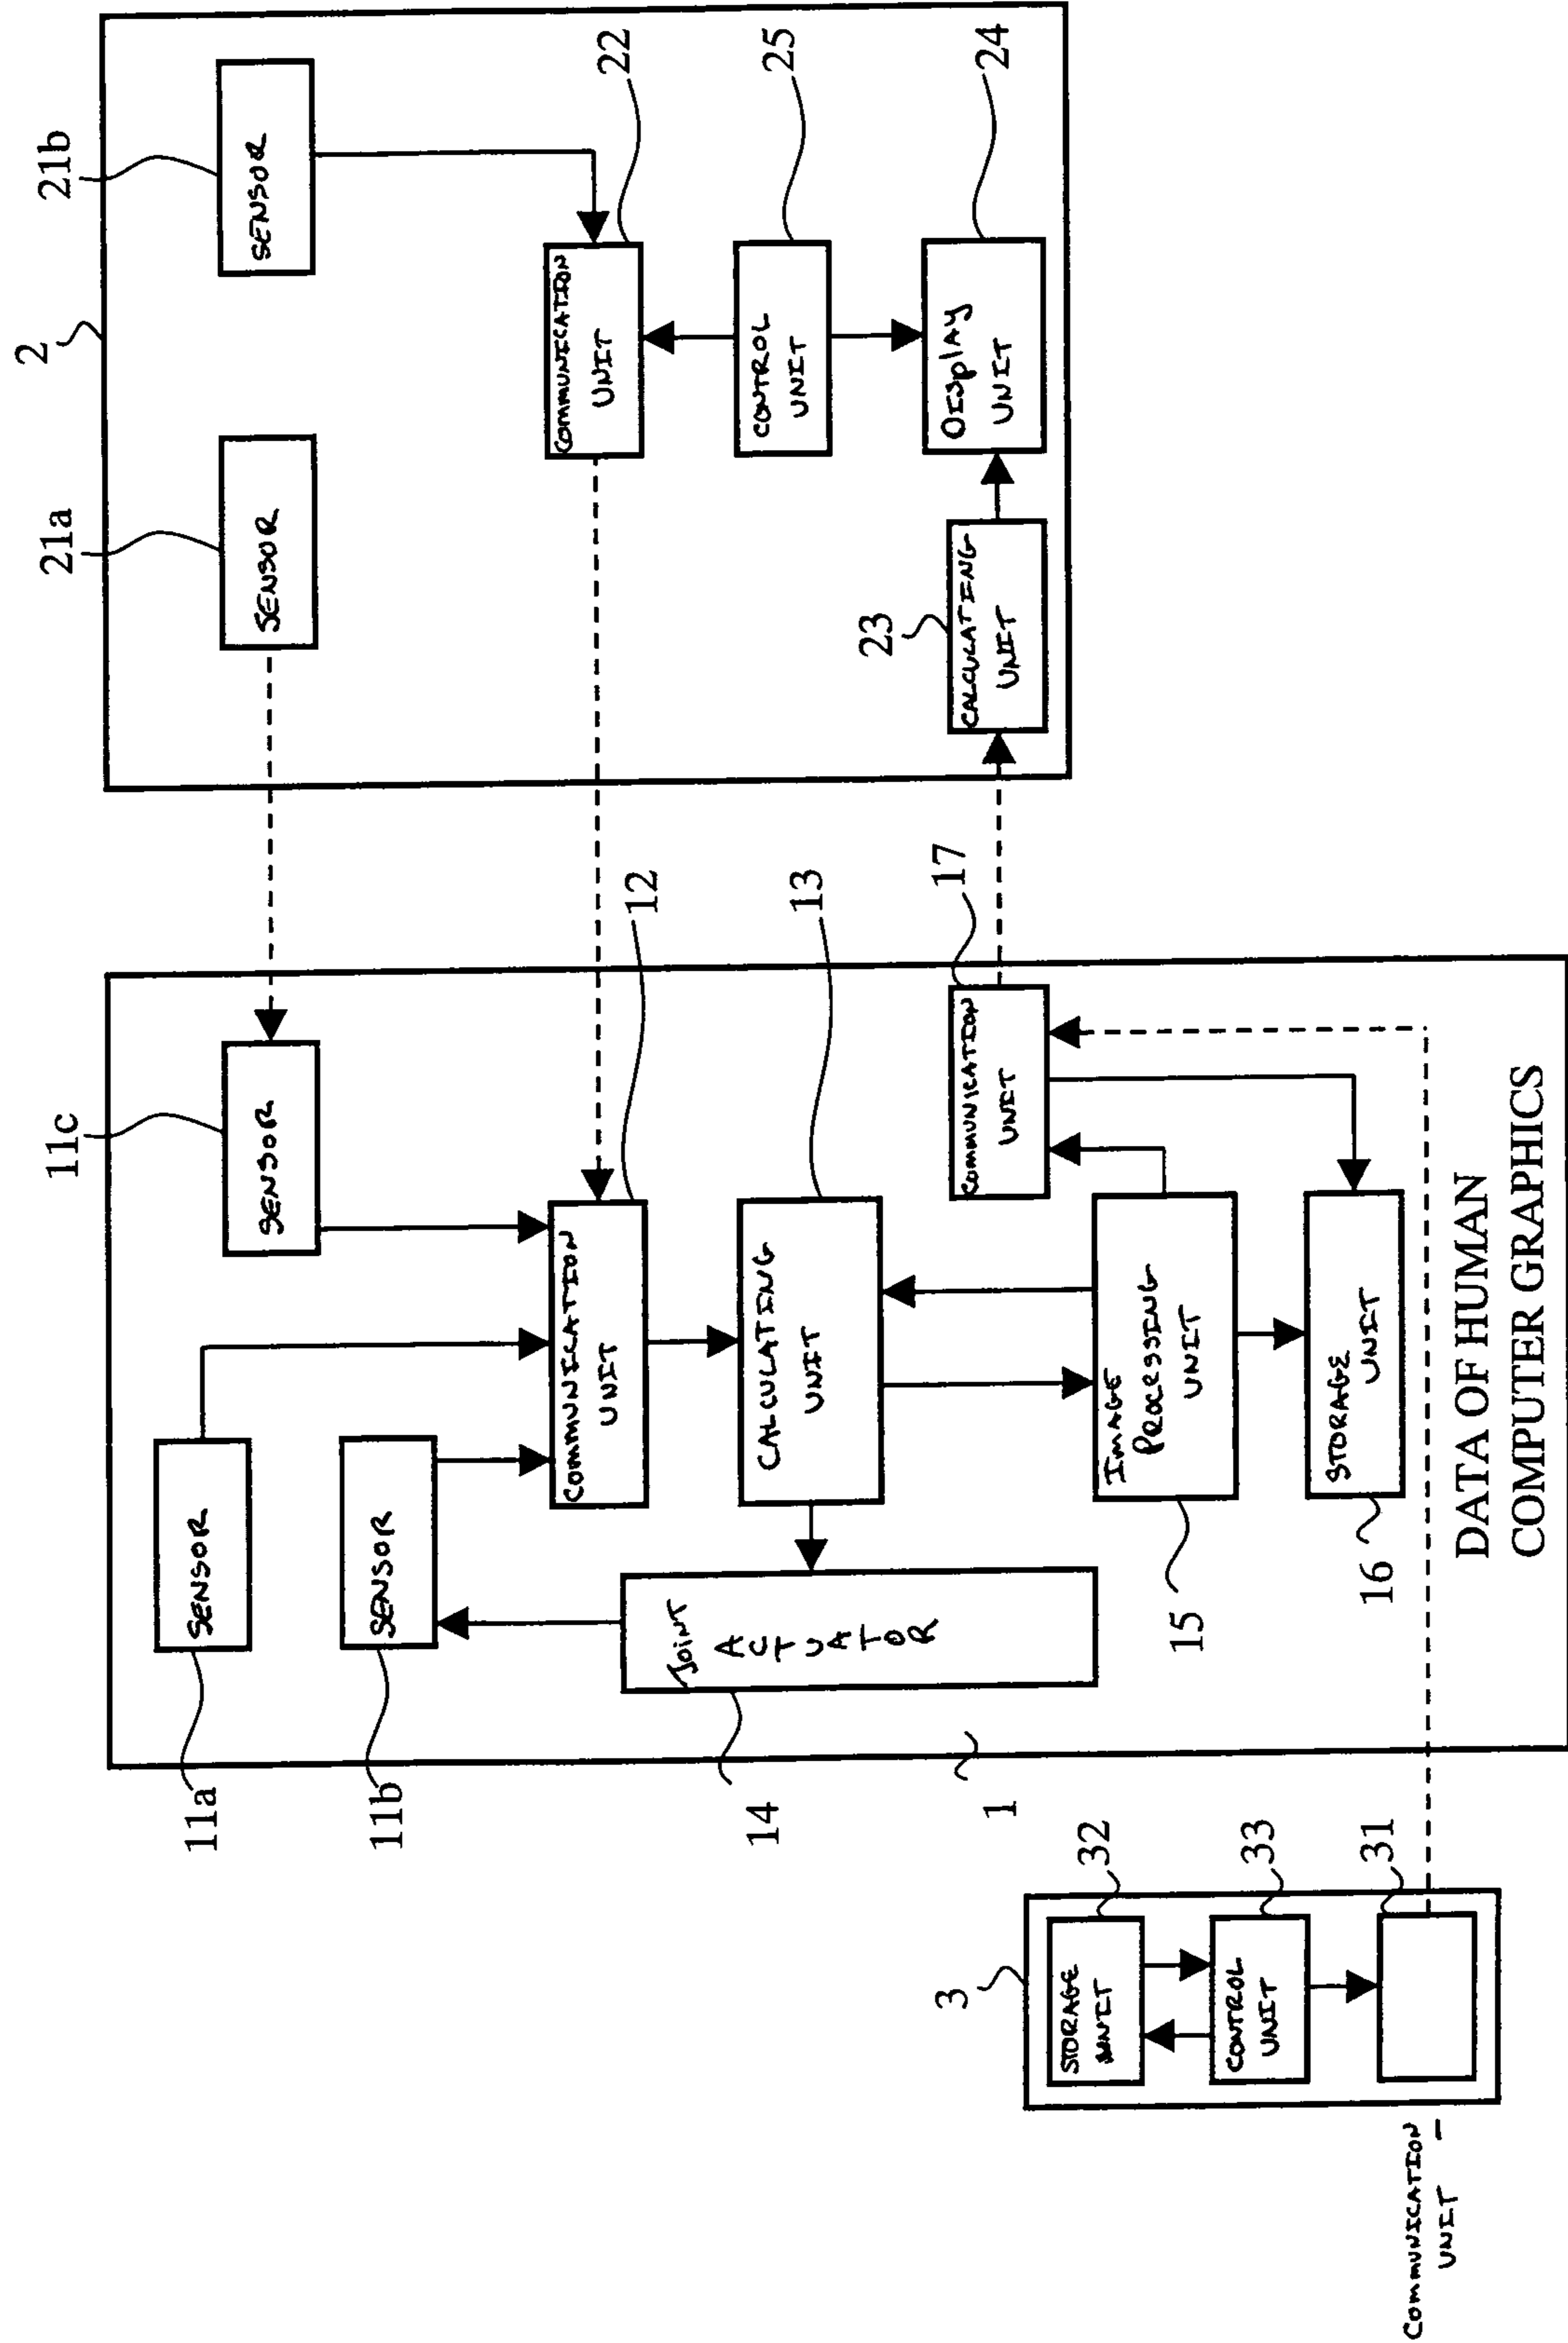 3
STORAGE
UNIT
32
CONTROL
UNIT
33
31
COMMUNICATION
UNIT
1
11a
SENSOR
11b
SENSOR
11c
SENSOR
14
JOINT
ACTUATOR
COMMUNICATION
UNIT
12
CALCULATING
UNIT
13
COMMUNICATION
UNIT
17
15
IMAGE
PROCESSING
UNIT
16
STORAGE
UNIT
DATA OF HUMAN
COMPUTER GRAPHICS
2
21a
SENSOR
21b
SENSOR
COMMUNICATION
UNIT
22
CONTROL
UNIT
25
23
CALCULATING
UNIT
DISPLAY
UNIT
24